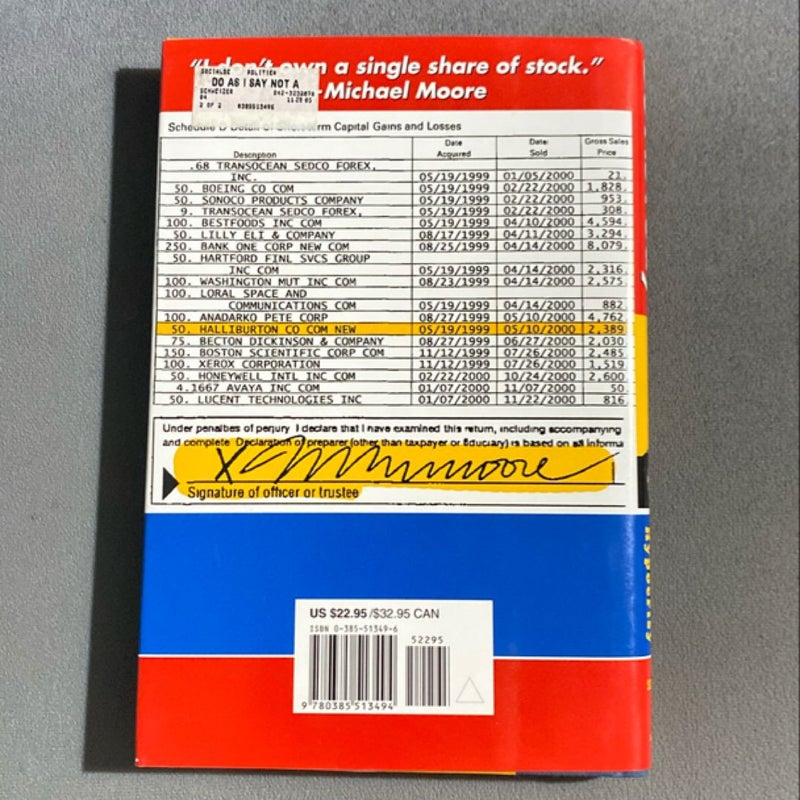 "I don't own a single share of stock."
SOCIALSC POLITICA
DO AS I SAY NOT A
SCHWEIZER 242-3232076
04 11 28 05
2 OF 2 0385513496
-Michael Moore
Schedule D Detail of Short-term Capital Gains and Losses
Description Date Acquired Date Sold Gross Sales Price
.68 TRANSOCEAN SEDCO FOREX,
INC. 05/19/1999 01/05/2000 21.
50. BOEING CO COM 05/19/1999 02/22/2000 1,828.
50. SONOCO PRODUCTS COMPANY 05/19/1999 02/22/2000 953.
9. TRANSOCEAN SEDCO FOREX, 05/19/1999 02/22/2000 308.
100. BESTFOODS INC COM 05/19/1999 04/10/2000 4,594.
50. LILLY ELI & COMPANY 08/17/1999 04/11/2000 3,294.
250. BANK ONE CORP NEW COM 08/25/1999 04/14/2000 8,079.
50. HARTFORD FINL SVCS GROUP
INC COM 05/19/1999 04/14/2000 2,316.
100. WASHINGTON MUT INC COM 08/23/1999 04/14/2000 2,575.
100. LORAL SPACE AND
COMMUNICATIONS COM 05/19/1999 04/14/2000 882.
100. ANADARKO PETE CORP 08/27/1999 05/10/2000 4,762.
50. HALLIBURTON CO COM NEW 05/19/1999 05/10/2000 2,389.
75. BECTON DICKINSON & COMPANY 08/27/1999 06/27/2000 2,030.
150. BOSTON SCIENTIFIC CORP COM 11/12/1999 07/26/2000 2,485.
100. XEROX CORPORATION 11/12/1999 07/26/2000 1,519.
50. HONEYWELL INTL INC COM 02/22/2000 10/24/2000 2,600.
4.1667 AVAYA INC COM 01/07/2000 11/07/2000 50.
50. LUCENT TECHNOLOGIES INC 01/07/2000 11/22/2000 816.
Under penalties of perjury I declare that I have examined this return, including accompanying
and complete Declaration of preparer (other than taxpayer or fiduciary) is based on all informa
X
Signature of officer or trustee
US $22.95/$32.95 CAN
ISBN 0-385-51349-6
52295
9 780385 513494